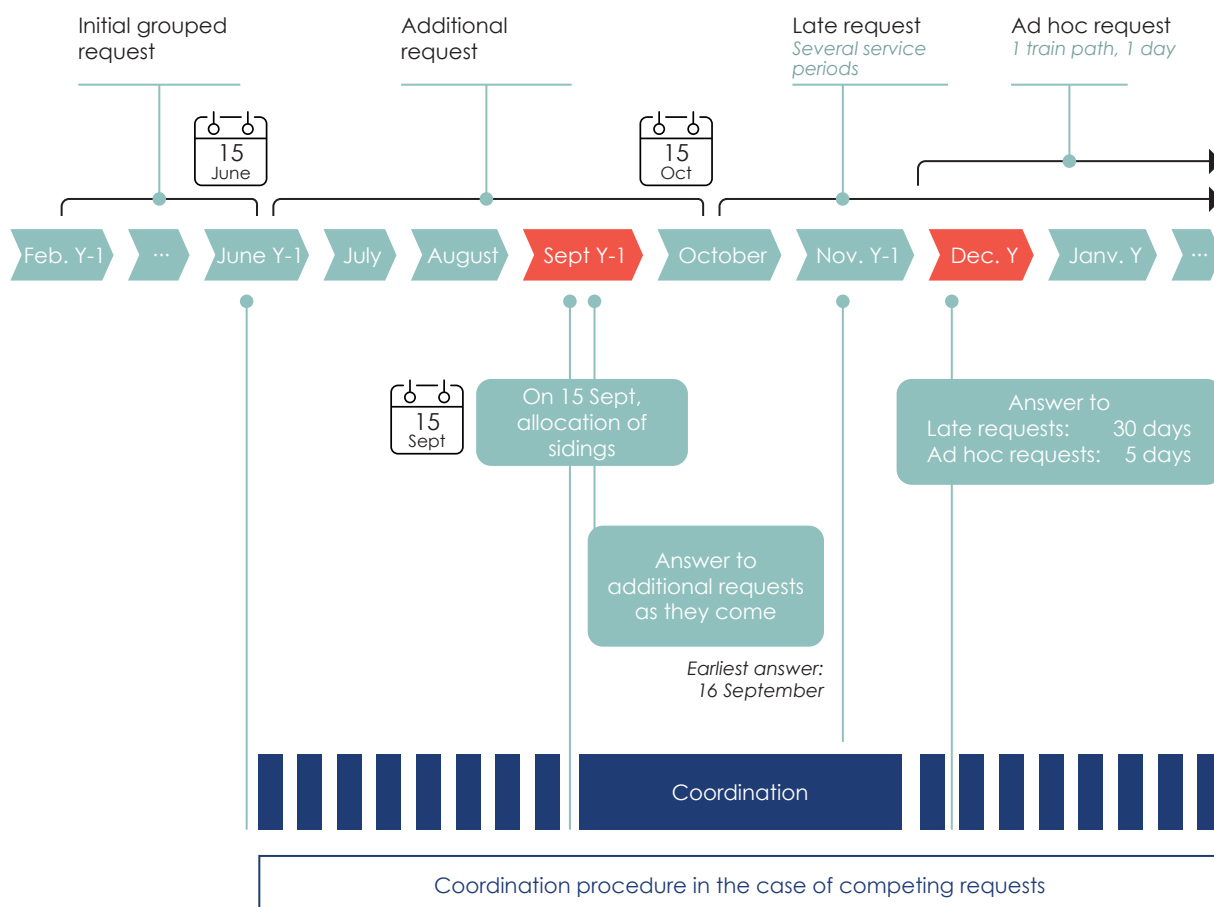 Initial grouped
request
Additional
request
Late request
Several service
periods
Ad hoc request
1 train path, 1 day
15
June
15
Oct
Feb. Y-1
...
June Y-1
July
August
Sept Y-1
October
Nov. Y-1
Dec. Y
Janv. Y
...
15
Sept
On 15 Sept,
allocation of
sidings
Answer to
Late requests: 30 days
Ad hoc requests: 5 days
Answer to
additional requests
as they come
Earliest answer:
16 September
Coordination
Coordination procedure in the case of competing requests